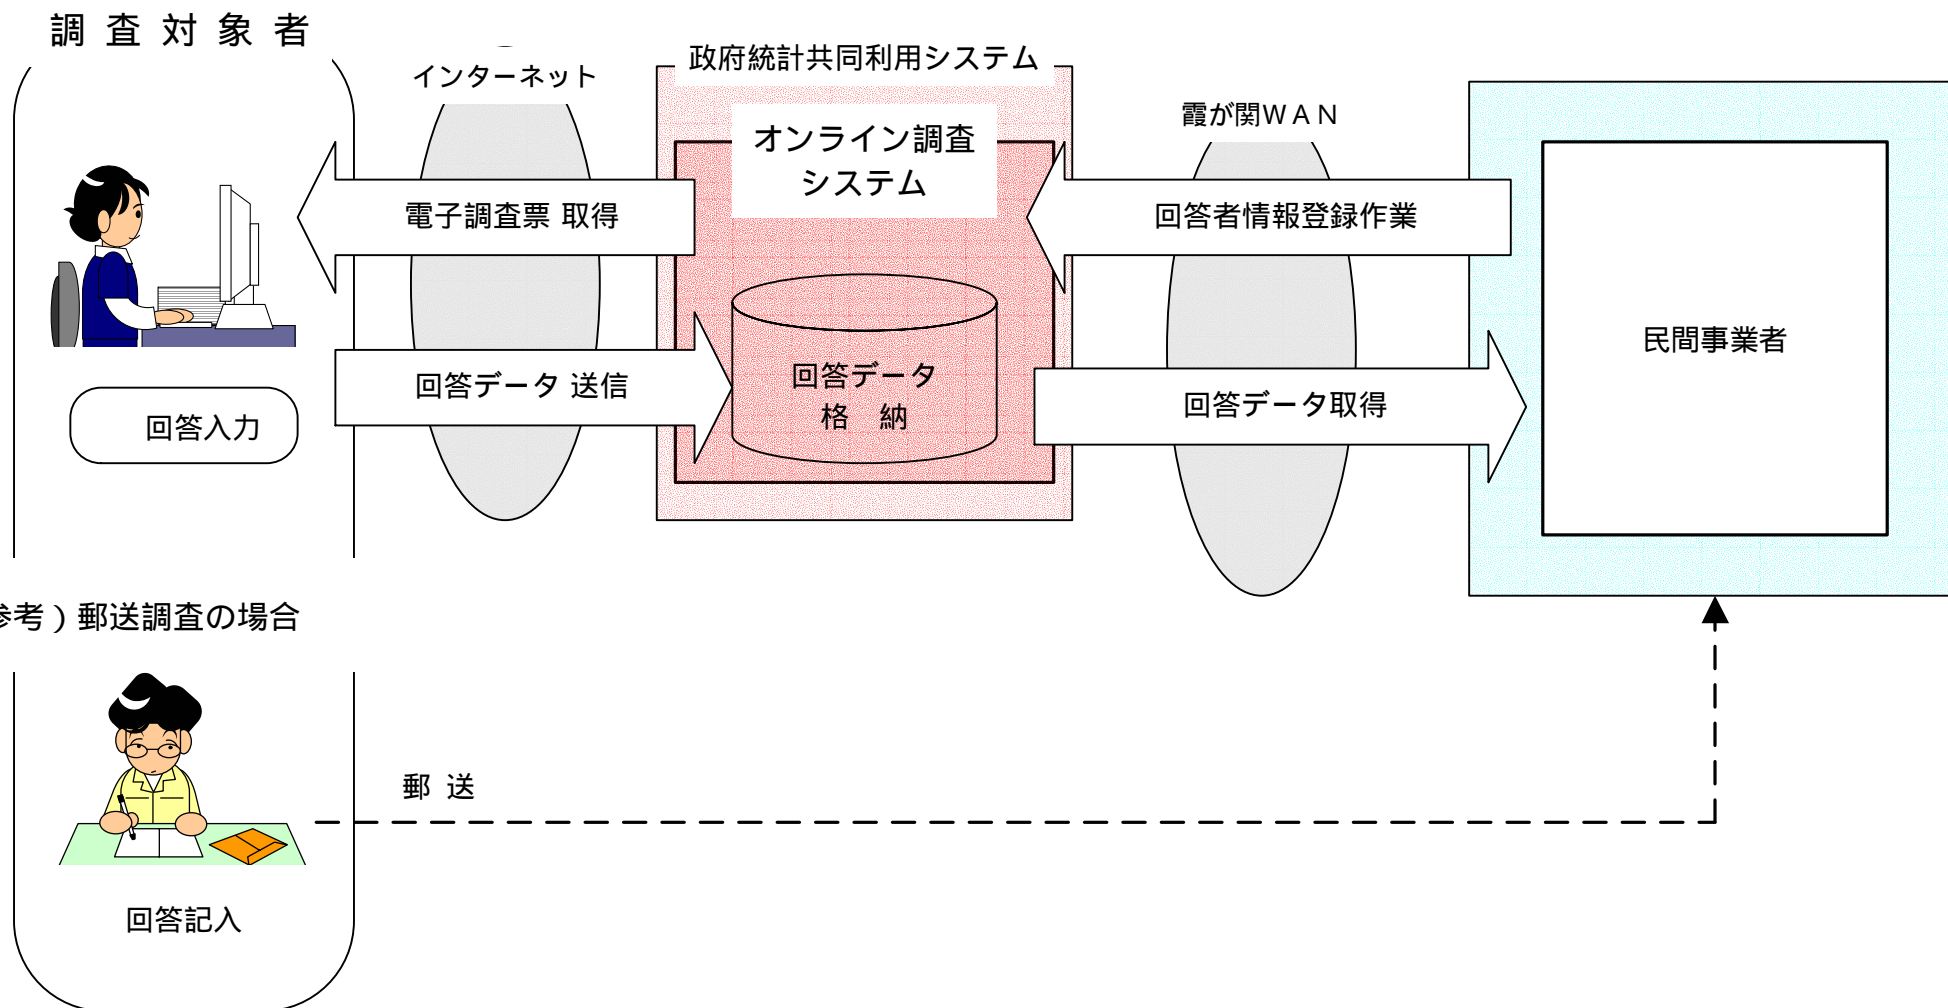 調 査 対 象 者
インターネット
政府統計共同利用システム
オンライン調査
システム
霞が関ＷＡＮ
電子調査票 取得
回答者情報登録作業
民間事業者
回答データ 送信
回答データ
格　納
回答データ取得
回答入力
参考）郵送調査の場合
郵 送
回答記入